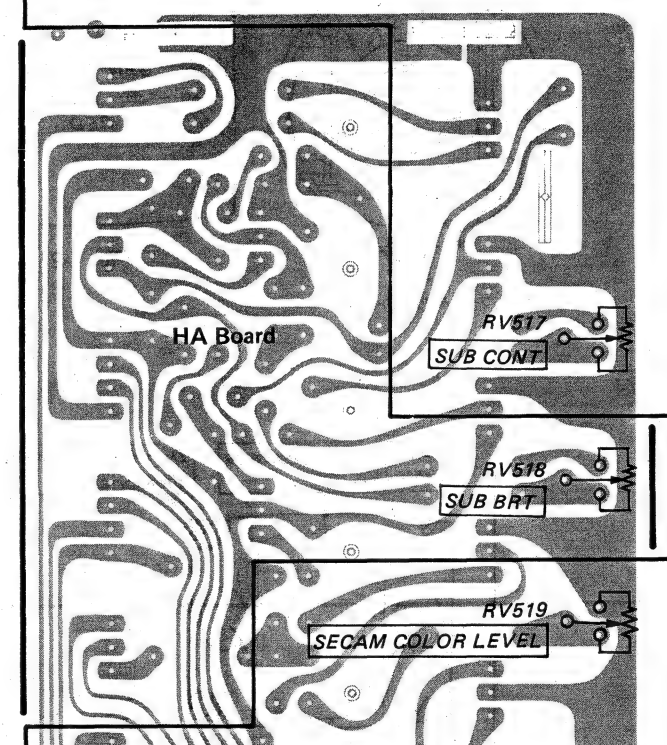 HA Board
RV517
SUB CONT
RV518
SUB BRT
RV519
SECAM COLOR LEVEL